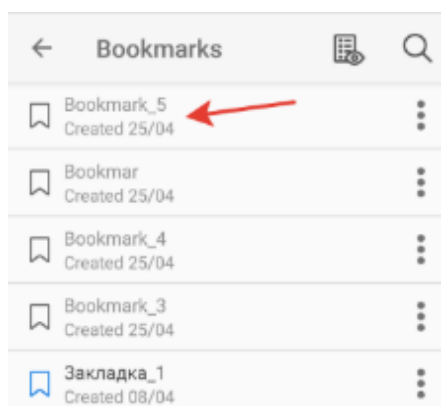 Bookmarks
Bookmark_5
Created 25/04
Bookmar
Created 25/04
Bookmark_4
Created 25/04
Bookmark_3
Created 25/04
Закладка_1
Created 08/04